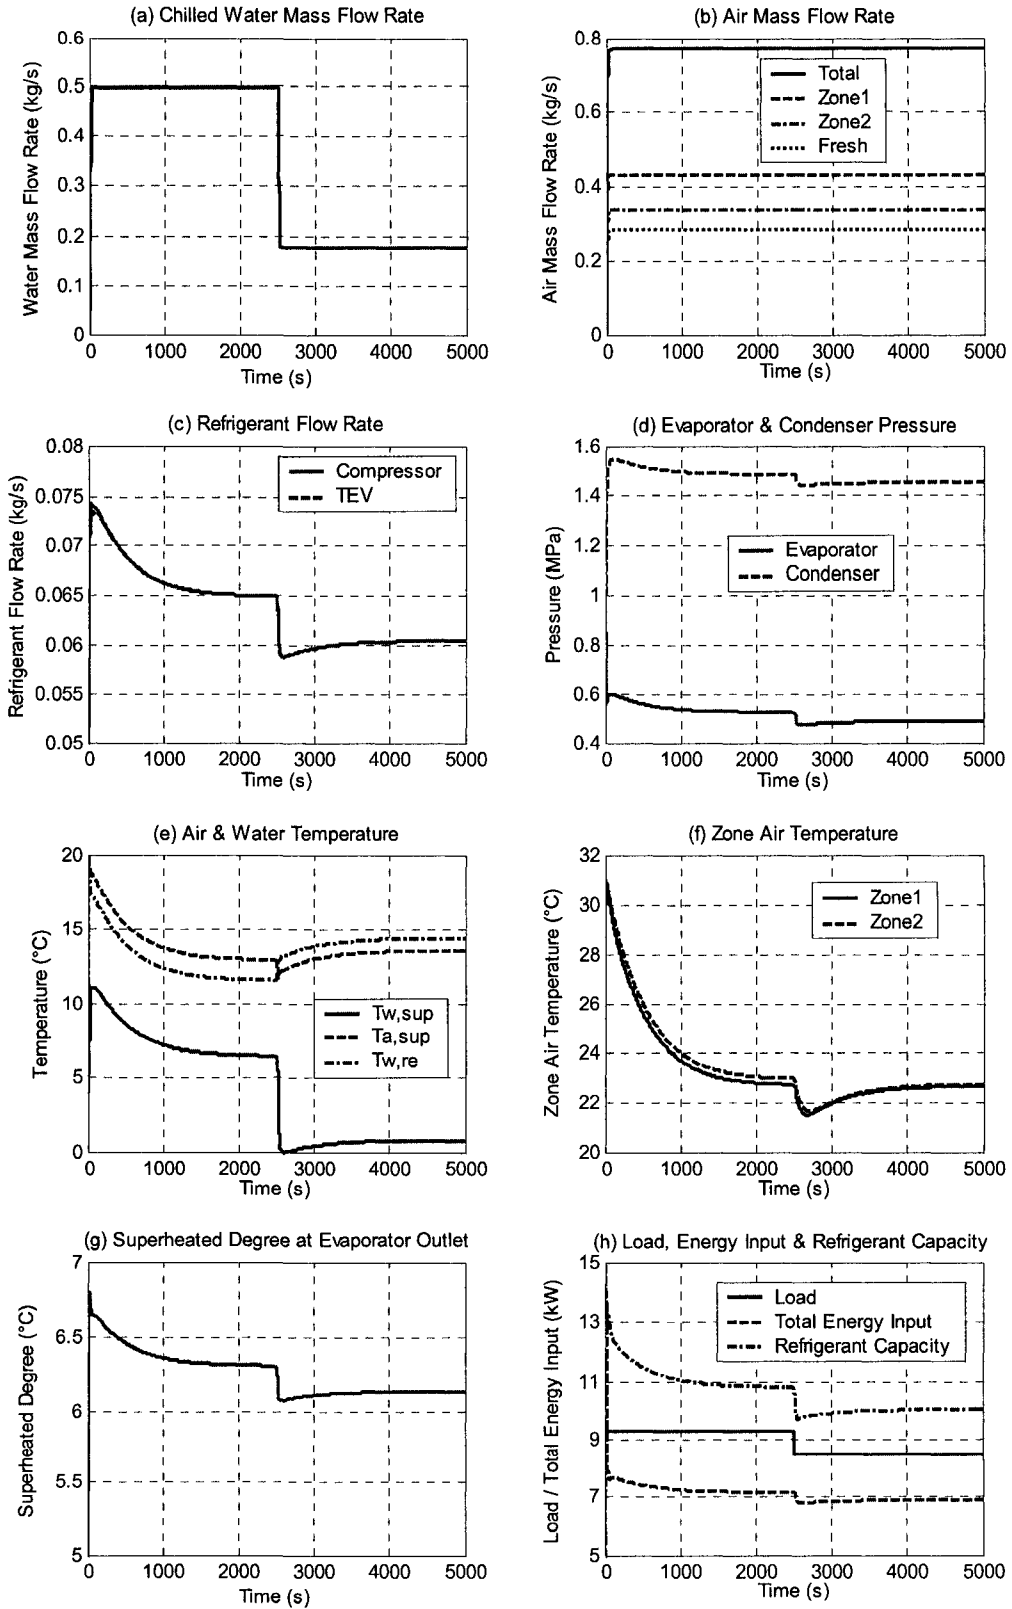 (a) Chilled Water Mass Flow Rate
0.6
0.5
0.4
0.3
0.2
0.1
0
Water Mass Flow Rate (kg/s)
0 1000 2000 3000 4000 5000
Time (s)
(b) Air Mass Flow Rate
0.8
0.6
0.4
0.2
0
Air Mass Flow Rate (kg/s)
Total
Zone1
Zone2
Fresh
0 1000 2000 3000 4000 5000
Time (s)
(c) Refrigerant Flow Rate
0.08
0.075
0.07
0.065
0.06
0.055
0.05
Refrigerant Flow Rate (kg/s)
Compressor
TEV
0 1000 2000 3000 4000 5000
Time (s)
(d) Evaporator & Condenser Pressure
1.6
1.4
1.2
1
0.8
0.6
0.4
Pressure (MPa)
Evaporator
Condenser
0 1000 2000 3000 4000 5000
Time (s)
(e) Air & Water Temperature
20
15
10
5
0
Temperature (°C)
Tw,sup
Ta,sup
Tw,re
0 1000 2000 3000 4000 5000
Time (s)
(f) Zone Air Temperature
32
30
28
26
24
22
20
Zone Air Temperature (°C)
Zone1
Zone2
0 1000 2000 3000 4000 5000
Time (s)
(g) Superheated Degree at Evaporator Outlet
7
6.5
6
5.5
5
Superheated Degree (°C)
0 1000 2000 3000 4000 5000
Time (s)
(h) Load, Energy Input & Refrigerant Capacity
15
13
11
9
7
5
Load / Total Energy Input (kW)
Load
Total Energy Input
Refrigerant Capacity
0 1000 2000 3000 4000 5000
Time (s)